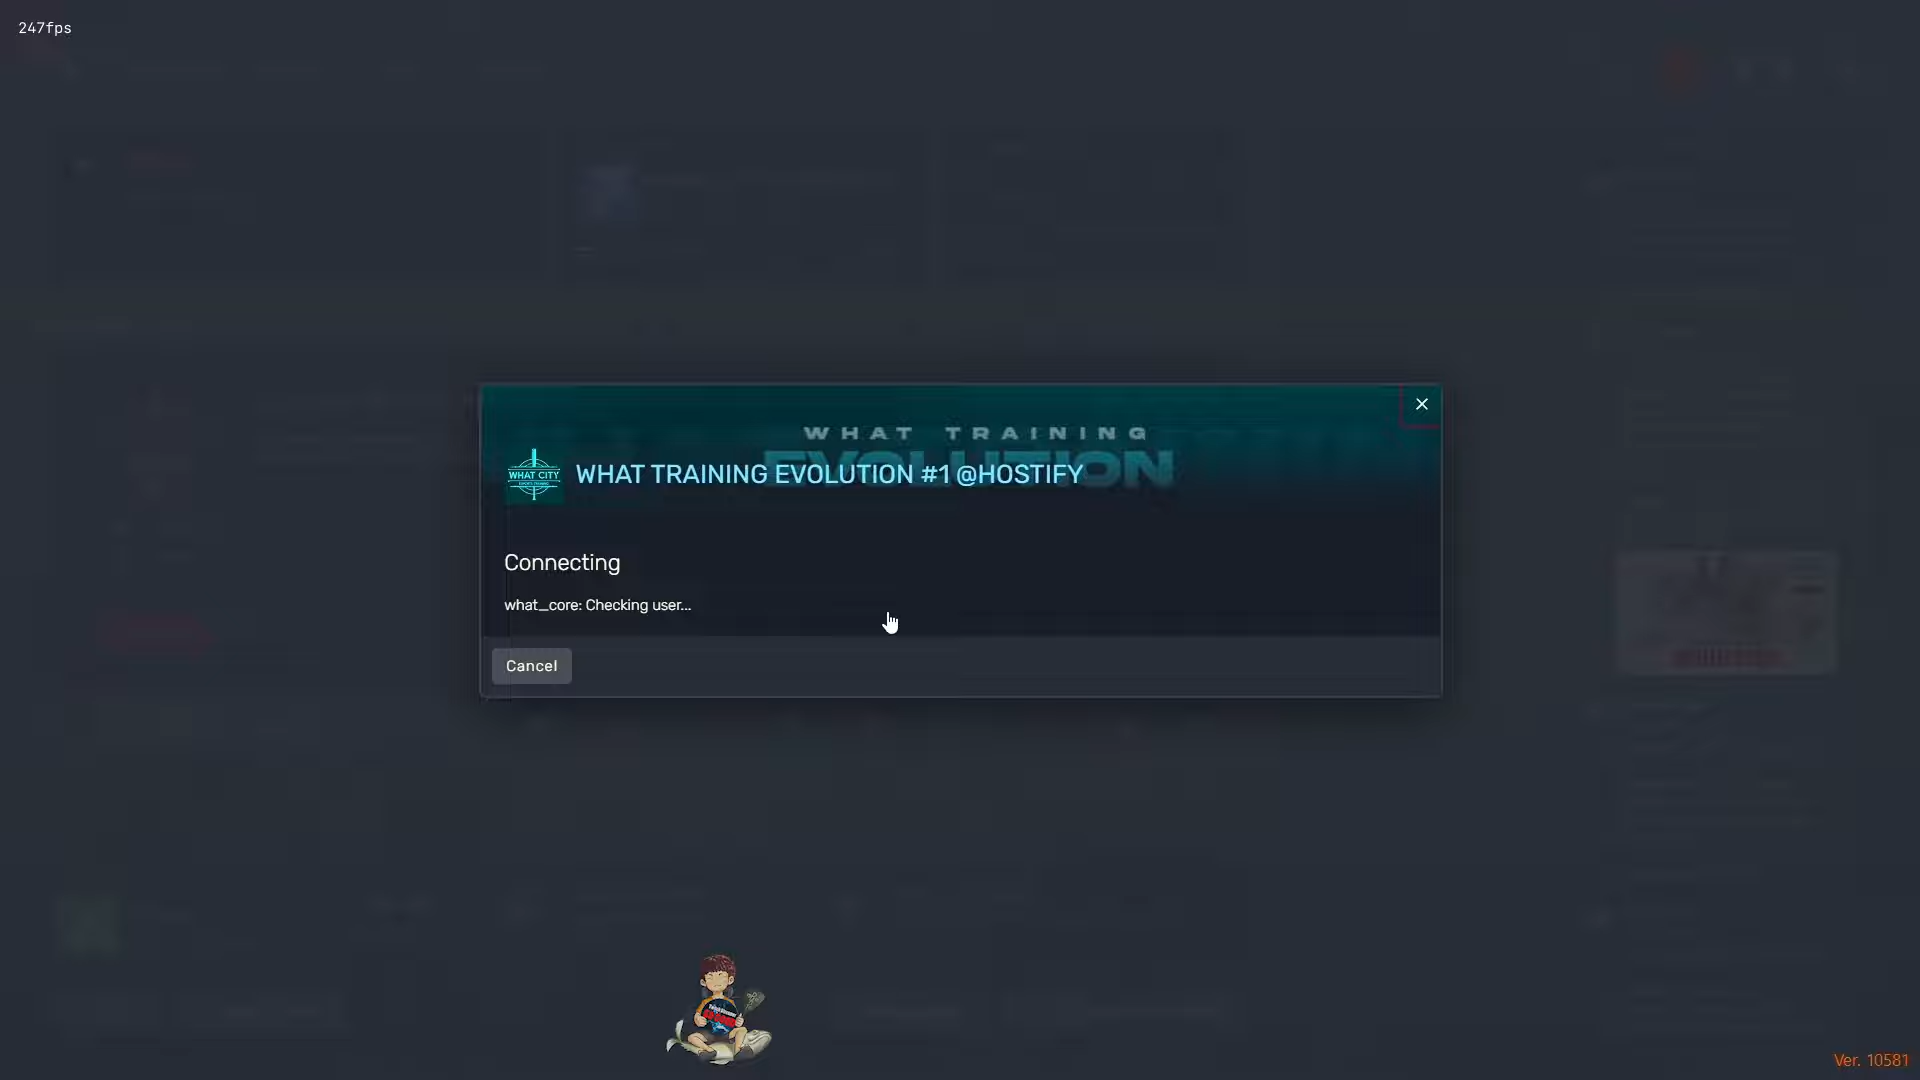 247fps
WHAT TRAINING
EVOLUTION
WHAT CITY
WHAT TRAINING EVOLUTION #1 @HOSTIFY
Connecting
what_core: Checking user...
Cancel
Ver. 10581